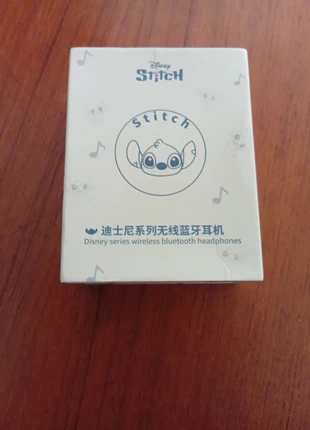 Disney
STITCH
Stitch
迪士尼系列无线蓝牙耳机
Disney series wireless bluetooth headphones